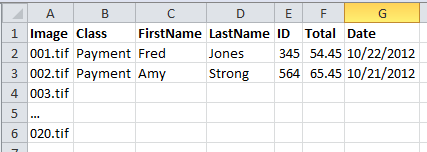 A B C D E F G
1 Image Class FirstName LastName ID Total Date
2 001.tif Payment Fred Jones 345 54.45 10/22/2012
3 002.tif Payment Amy Strong 564 65.45 10/21/2012
4 003.tif
5 ...
6 020.tif